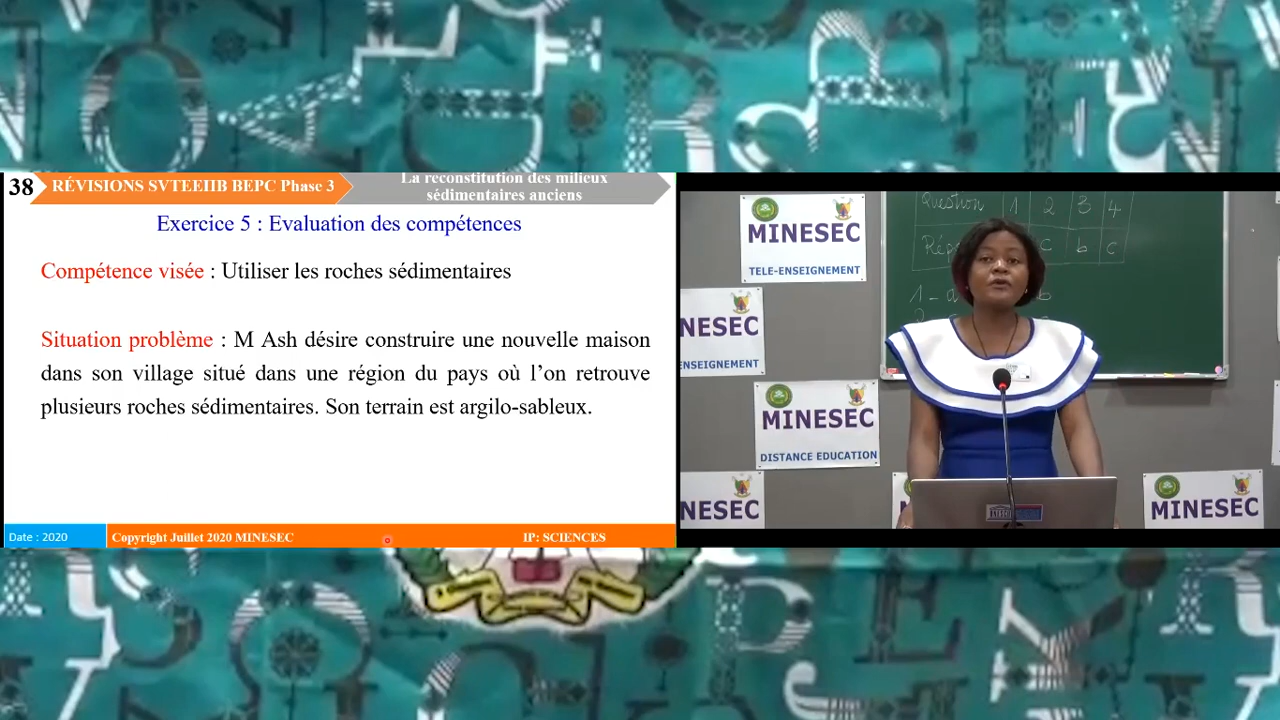 38
RÉVISIONS SVTEEHB BEPC Phase 3
La reconstitution des milieux
sédimentaires anciens
Exercice 5 : Evaluation des compétences
Compétence visée : Utiliser les roches sédimentaires
Situation problème : M Ash désire construire une nouvelle maison
dans son village situé dans une région du pays où l'on retrouve
plusieurs roches sédimentaires. Son terrain est argilo-sableux.
Date : 2020
Copyright Juillet 2020 MINESEC
IP: SCIENCES
Question 1 2 3 4
Rép c b c
1 - a b
MINESEC
TELE-ENSEIGNEMENT
NESEC
ENSEIGNEMENT
MINESEC
DISTANCE EDUCATION
NESEC
MINESEC